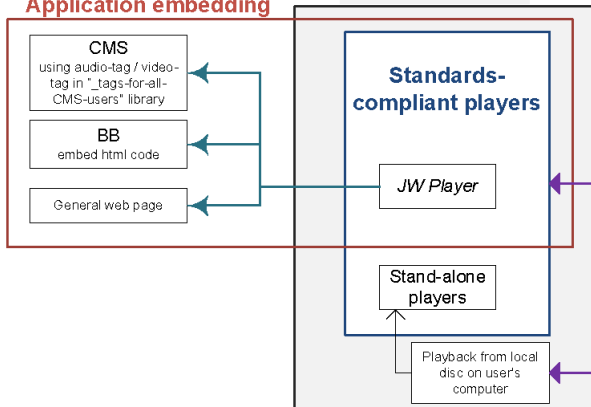 Application embedding
CMS
using audio-tag / video-
tag in "_tags-for-all-
CMS-users" library
BB
embed html code
General web page
Standards-
compliant players
JW Player
Stand-alone
players
Playback from local
disc on user's
computer